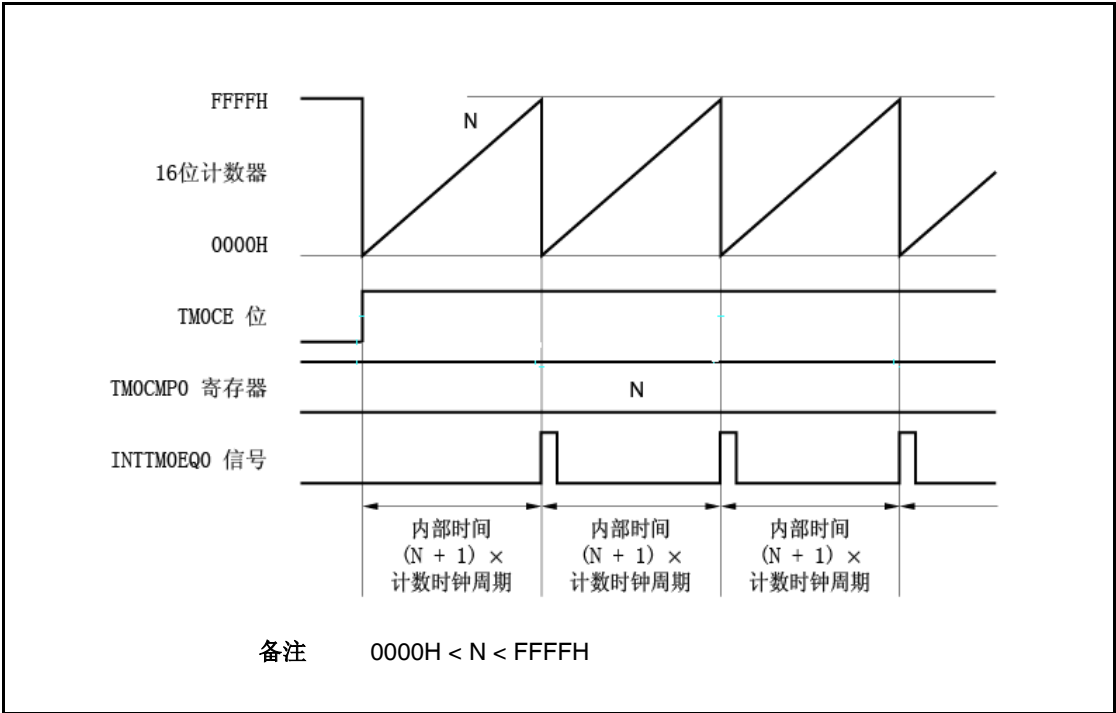 FFFFH
N
16位计数器
0000H
TM0CE 位
TM0CMP0 寄存器
N
INTTM0EQ0 信号
内部时间
(N + 1) ×
计数时钟周期
内部时间
(N + 1) ×
计数时钟周期
内部时间
(N + 1) ×
计数时钟周期
备注 0000H < N < FFFFH